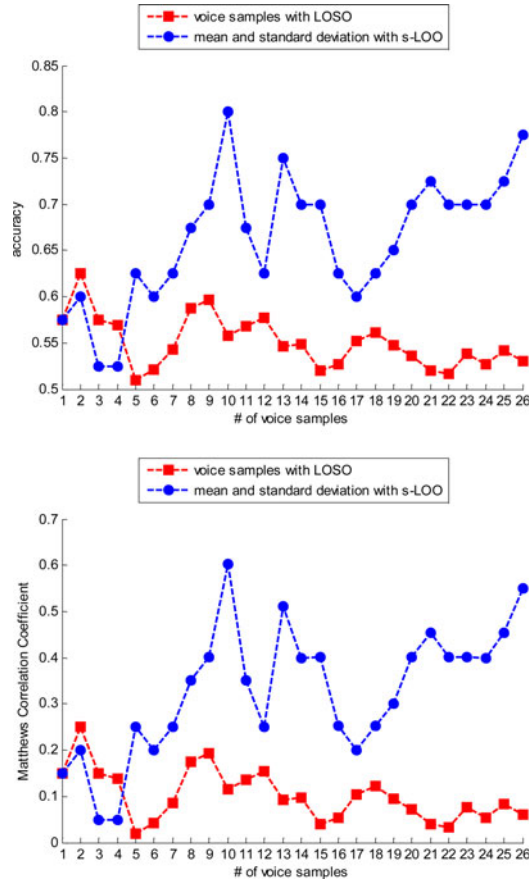 voice samples with LOSO
mean and standard deviation with s-LOO
0.85
0.8
0.75
0.7
0.65
0.6
0.55
0.5
accuracy
1 2 3 4 5 6 7 8 9 10 11 12 13 14 15 16 17 18 19 20 21 22 23 24 25 26
# of voice samples
voice samples with LOSO
mean and standard deviation with s-LOO
0.7
0.6
0.5
0.4
0.3
0.2
0.1
0
Matthews Correlation Coefficient
1 2 3 4 5 6 7 8 9 10 11 12 13 14 15 16 17 18 19 20 21 22 23 24 25 26
# of voice samples